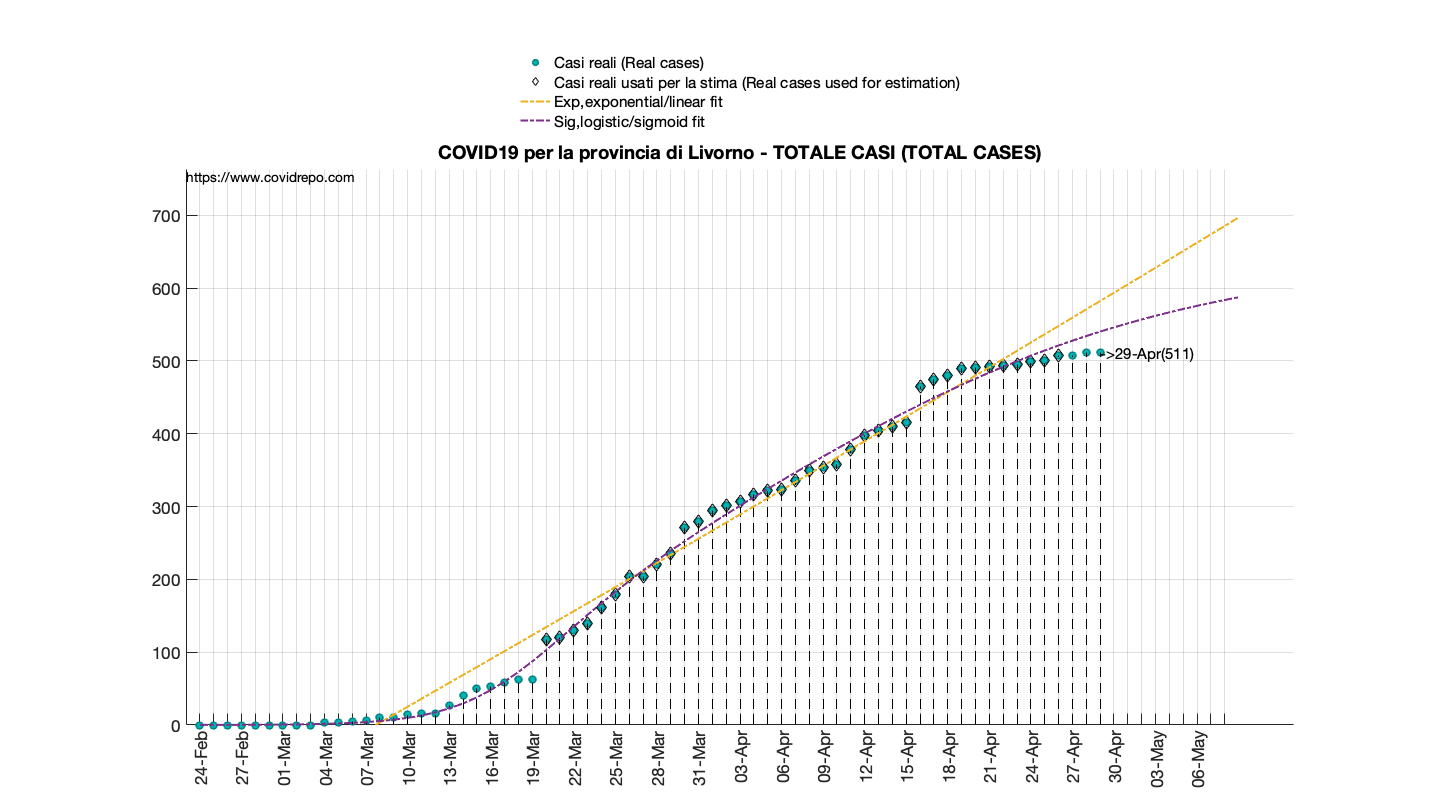 Casi reali (Real cases)
Casi reali usati per la stima (Real cases used for estimation)
Exp,exponential/linear fit
Sig,logistic/sigmoid fit
COVID19 per la provincia di Livorno - TOTALE CASI (TOTAL CASES)
https://www.covidrepo.com
700
600
500
400
300
200
100
0
->29-Apr(511)
24-Feb
27-Feb
01-Mar
04-Mar
07-Mar
10-Mar
13-Mar
16-Mar
19-Mar
22-Mar
25-Mar
28-Mar
31-Mar
03-Apr
06-Apr
09-Apr
12-Apr
15-Apr
18-Apr
21-Apr
24-Apr
27-Apr
30-Apr
03-May
06-May